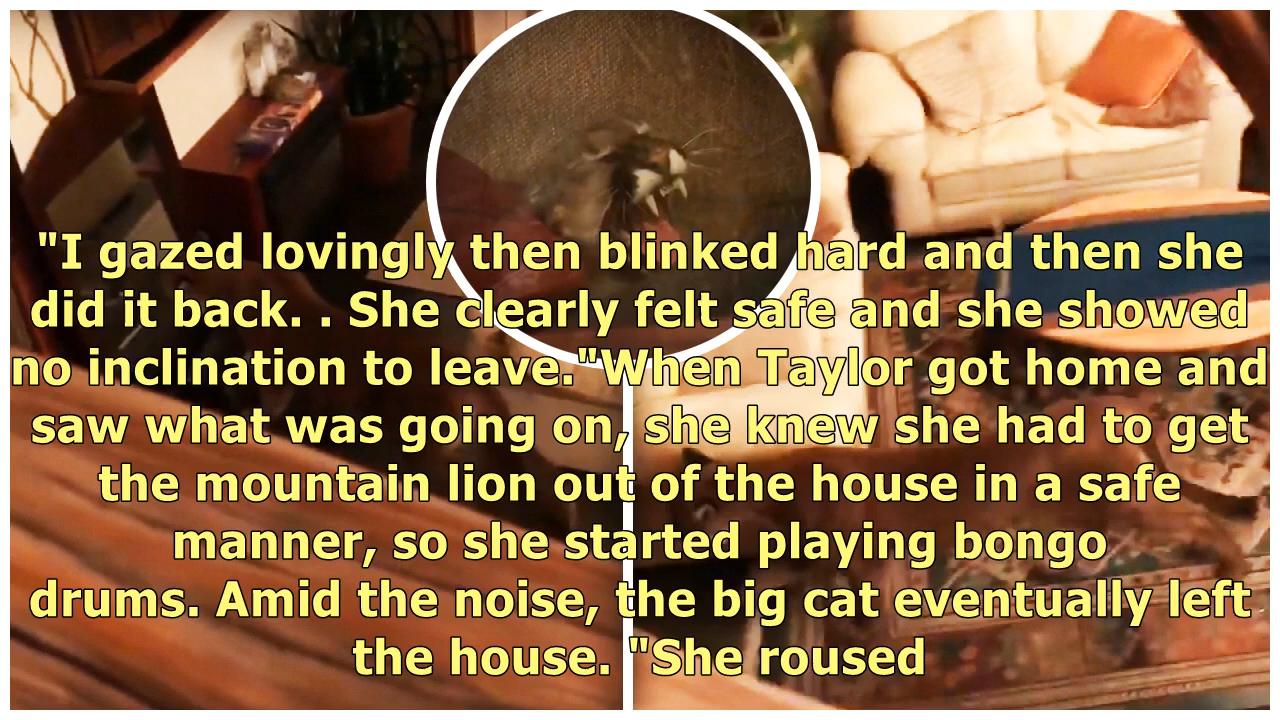 "I gazed lovingly then blinked hard and then she
did it back. . She clearly felt safe and she showed
no inclination to leave."When Taylor got home and
saw what was going on, she knew she had to get
the mountain lion out of the house in a safe
manner, so she started playing bongo
drums. Amid the noise, the big cat eventually left
the house. "She roused